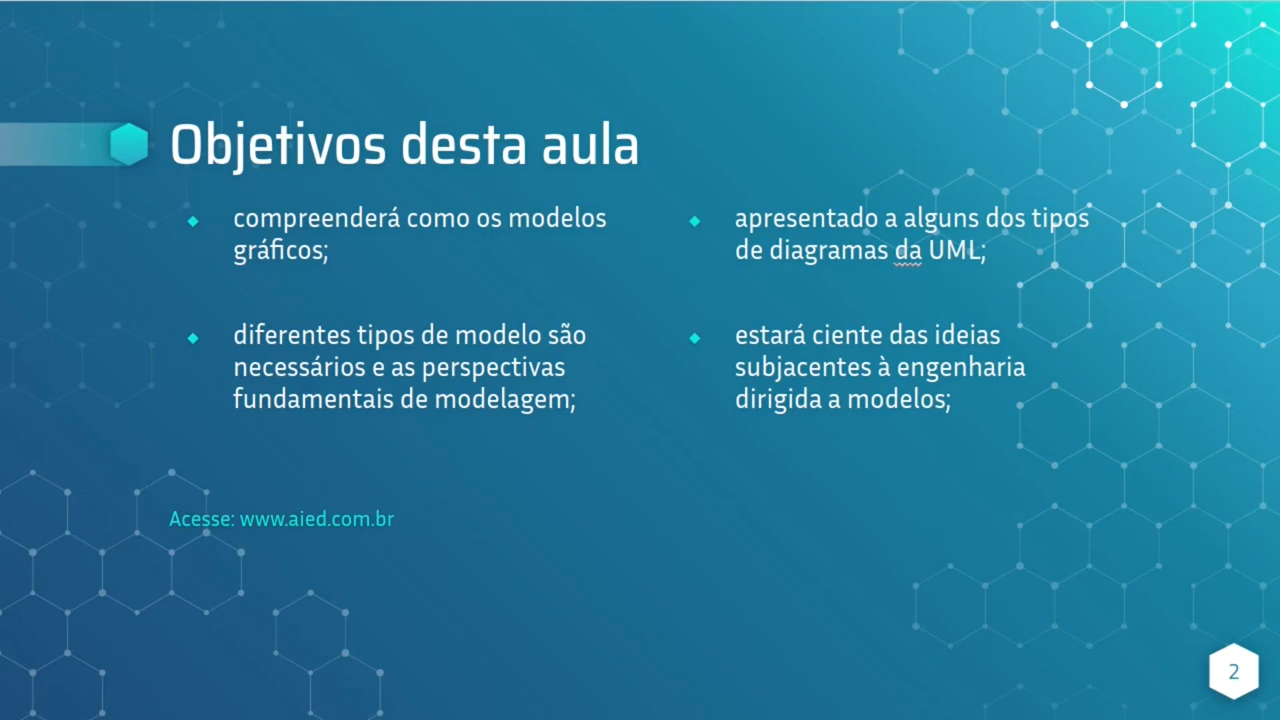 Objetivos desta aula
compreenderá como os modelos
gráficos;
diferentes tipos de modelo são
necessários e as perspectivas
fundamentais de modelagem;
apresentado a alguns dos tipos
de diagramas da UML;
estará ciente das ideias
subjacentes à engenharia
dirigida a modelos;
Acesse: www.aied.com.br
2